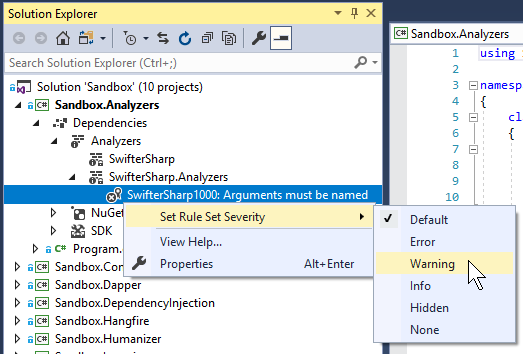 Solution Explorer
Search Solution Explorer (Ctrl+;)
Solution 'Sandbox' (10 projects)
C# Sandbox.Analyzers
Dependencies
Analyzers
SwifterSharp
SwifterSharp.Analyzers
SwifterSharp1000: Arguments must be named
NuGet
SDK
C# Program.
C# Sandbox.Con
C# Sandbox.Dapper
C# Sandbox.DependencyInjection
C# Sandbox.Hangfire
C# Sandbox.Humanizer
Set Rule Set Severity
View Help...
Properties Alt+Enter
Default
Error
Warning
Info
Hidden
None
C# Sandbox.Analyzers
1 using
2
3 namesp
4 {
5 cl
6 {
7
8
9
10